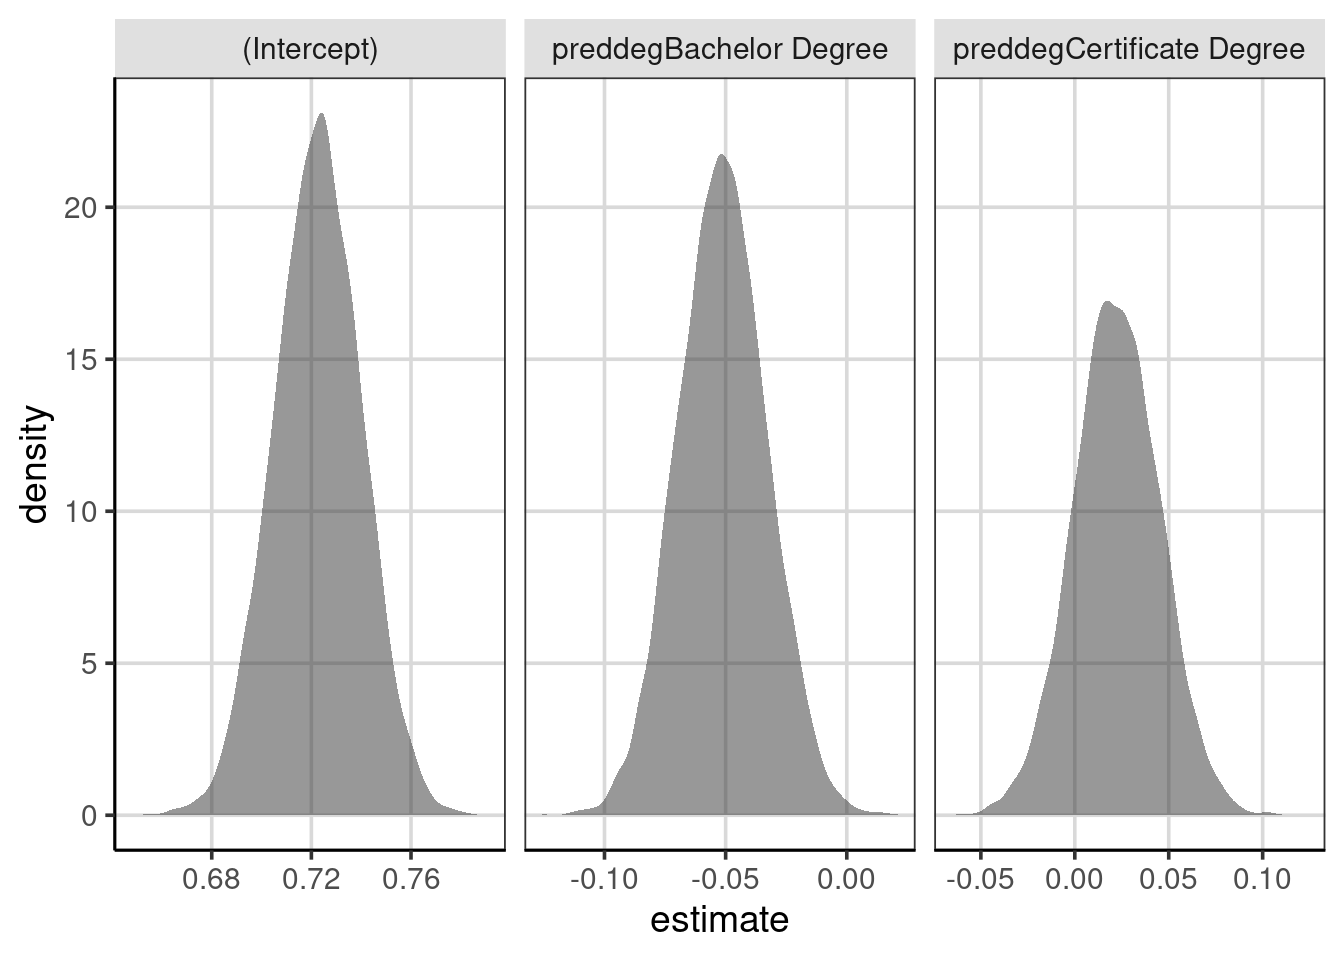 (Intercept) preddegBachelor Degree preddegCertificate Degree
20
15
10
5
0
density
0.68 0.72 0.76 -0.10 -0.05 0.00 -0.05 0.00 0.05 0.10
estimate